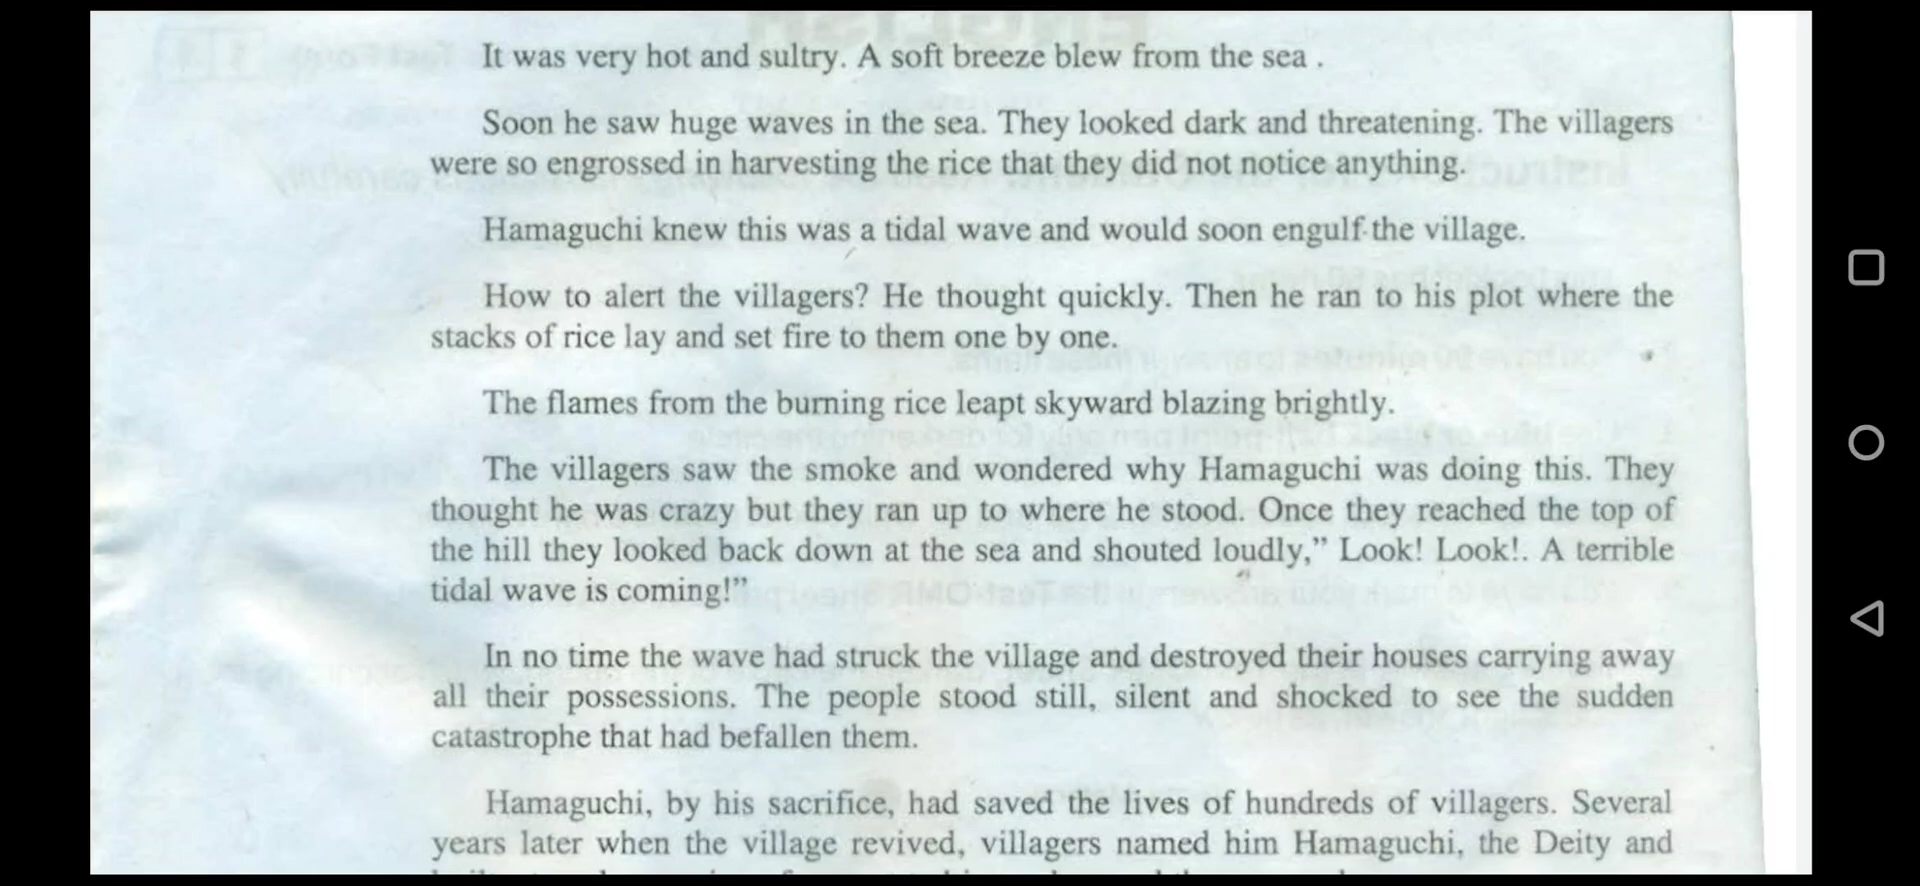 It was very hot and sultry. A soft breeze blew from the sea .
Soon he saw huge waves in the sea. They looked dark and threatening. The villagers
were so engrossed in harvesting the rice that they did not notice anything.
Hamaguchi knew this was a tidal wave and would soon engulf the village.
How to alert the villagers? He thought quickly. Then he ran to his plot where the
stacks of rice lay and set fire to them one by one.
The flames from the burning rice leapt skyward blazing brightly.
The villagers saw the smoke and wondered why Hamaguchi was doing this. They
thought he was crazy but they ran up to where he stood. Once they reached the top of
the hill they looked back down at the sea and shouted loudly,” Look! Look!. A terrible
tidal wave is coming!”
In no time the wave had struck the village and destroyed their houses carrying away
all their possessions. The people stood still, silent and shocked to see the sudden
catastrophe that had befallen them.
Hamaguchi, by his sacrifice, had saved the lives of hundreds of villagers. Several
years later when the village revived, villagers named him Hamaguchi, the Deity and